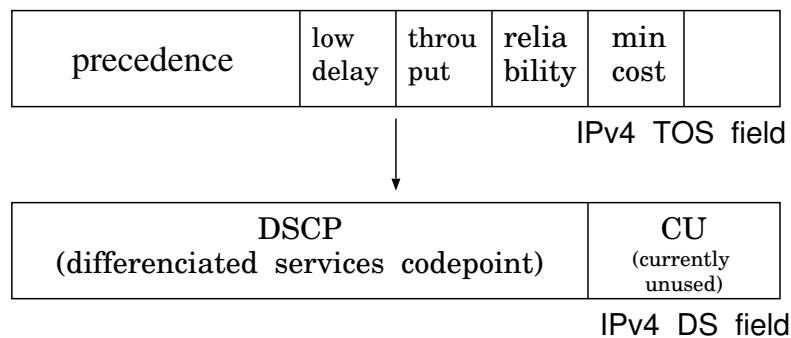 precedence
low
delay
throu
put
relia
bility
min
cost
IPv4 TOS field
DSCP
(differenciated services codepoint)
CU
(currently
unused)
IPv4 DS field